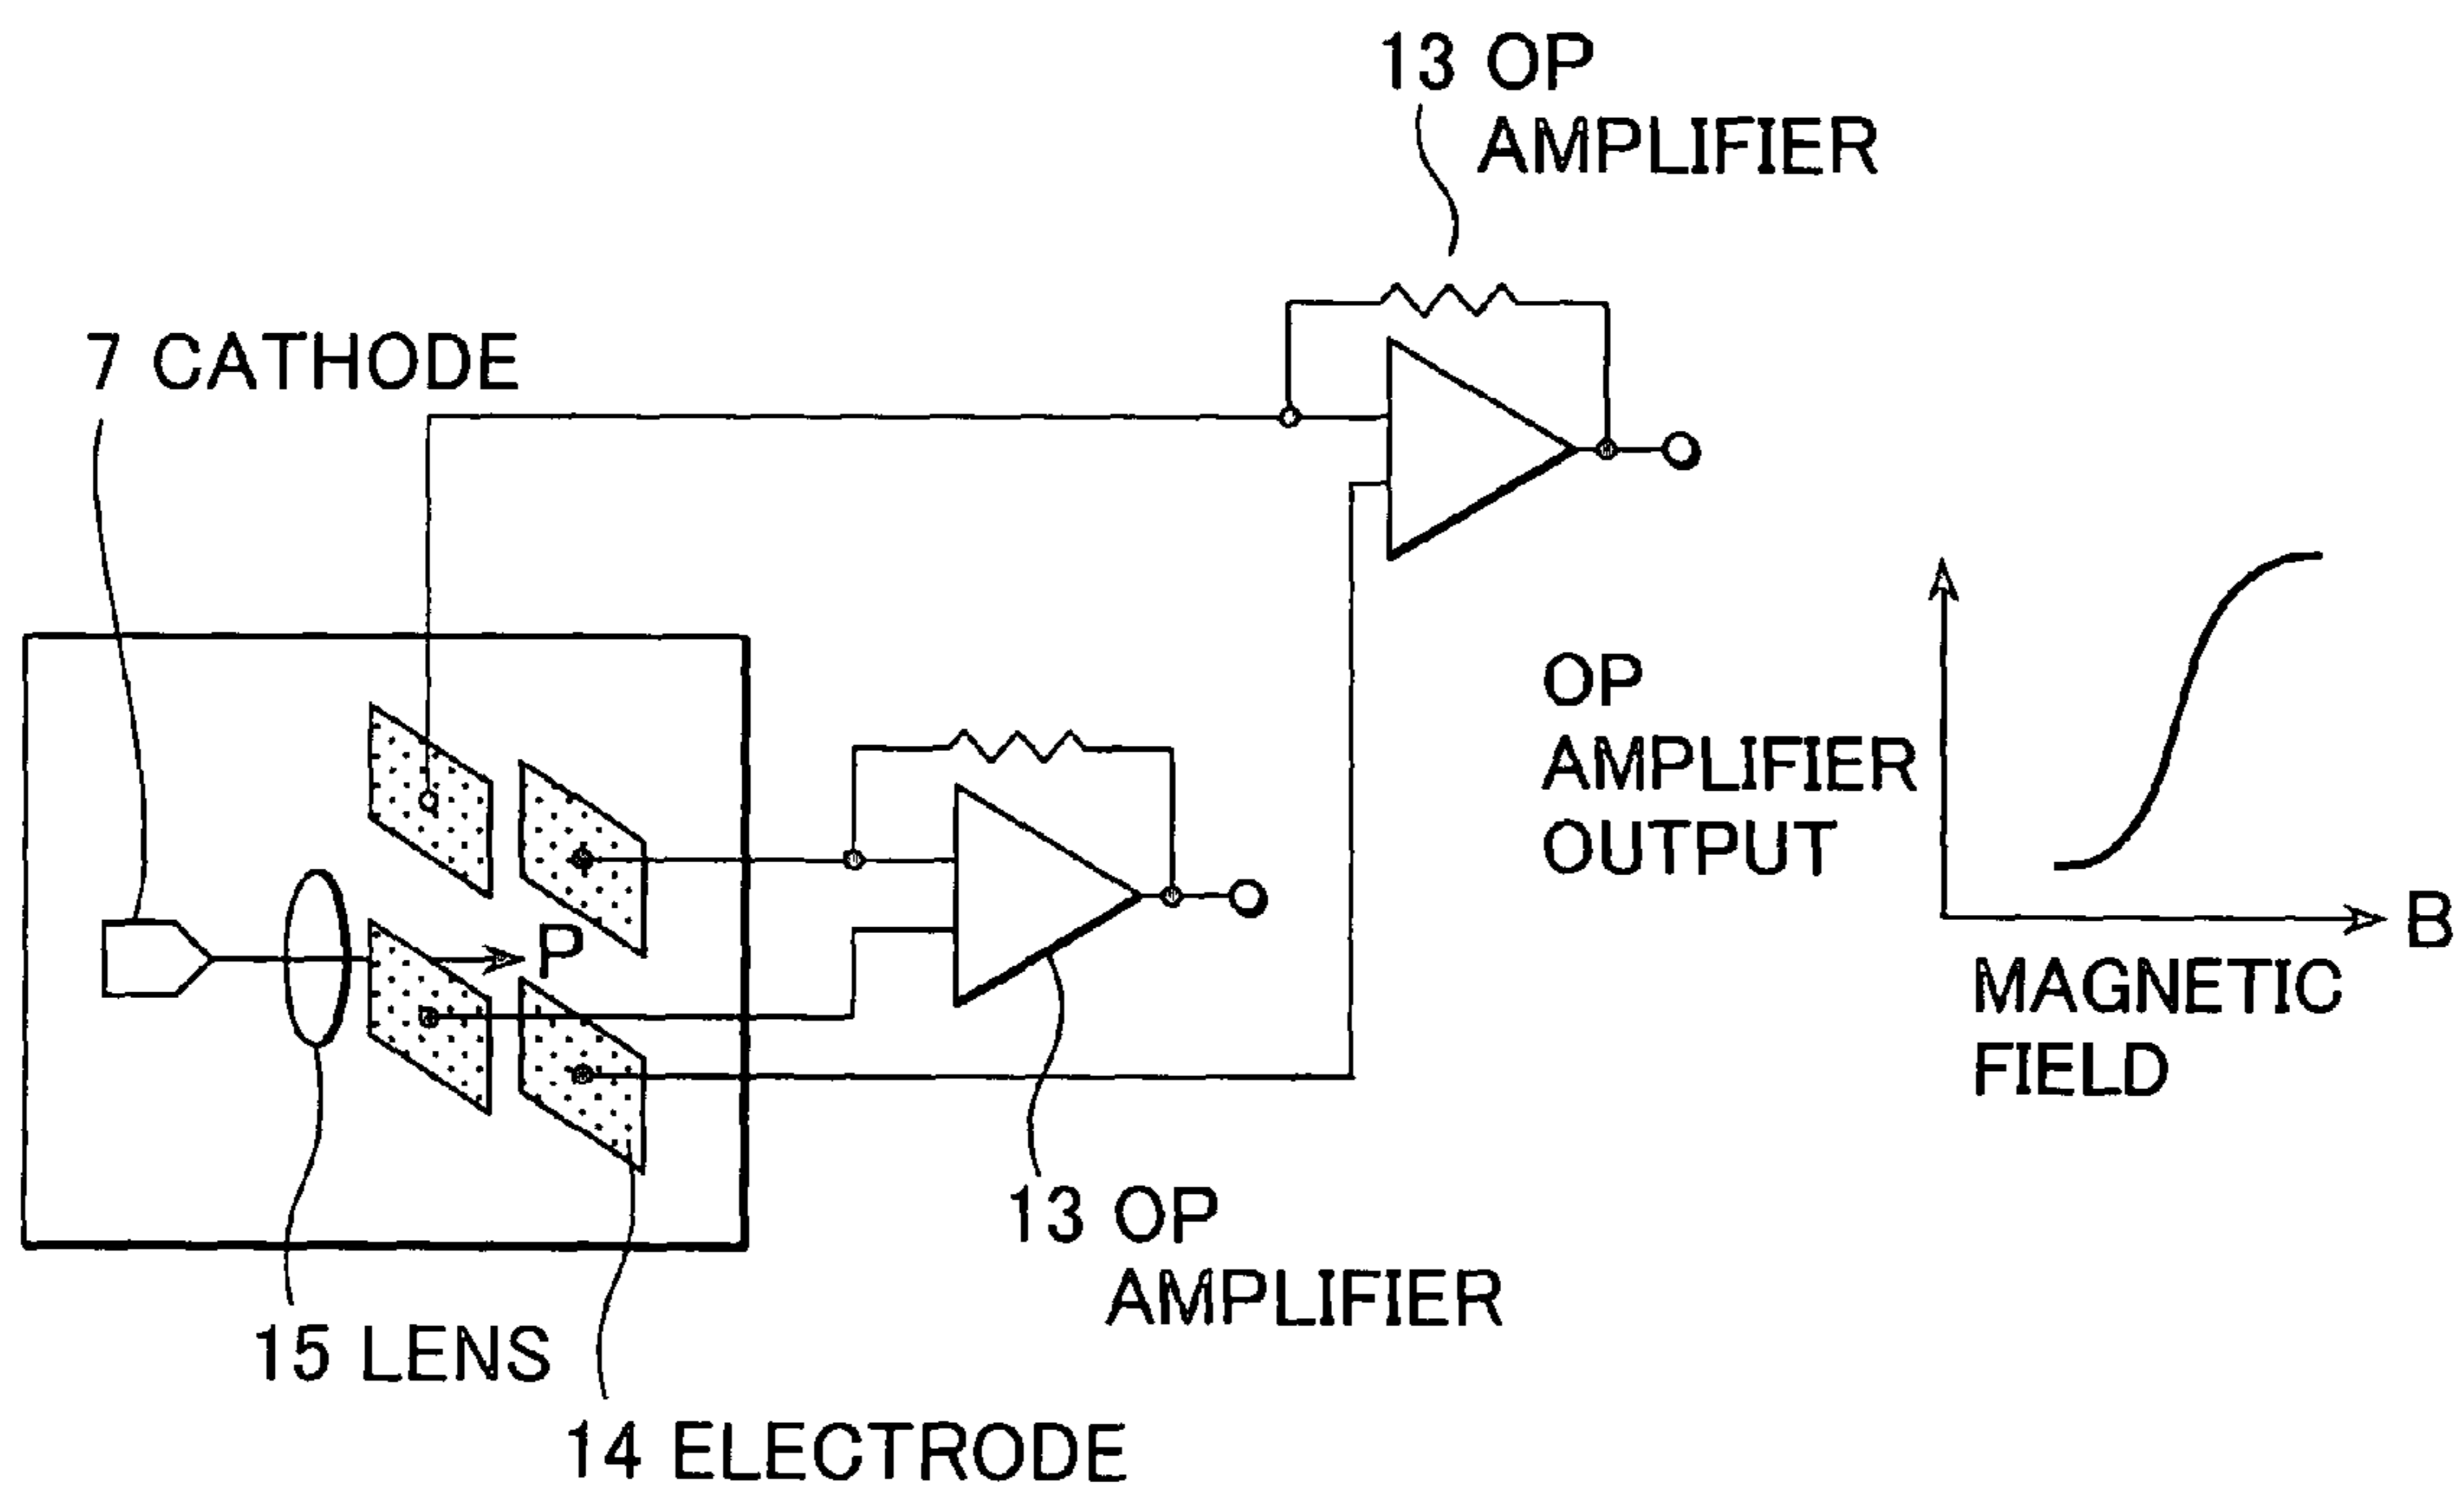 13 OP
AMPLIFIER
7 CATHODE
OP
AMPLIFIER
OUTPUT
P
B
MAGNETIC
FIELD
13 OP
AMPLIFIER
15 LENS
14 ELECTRODE